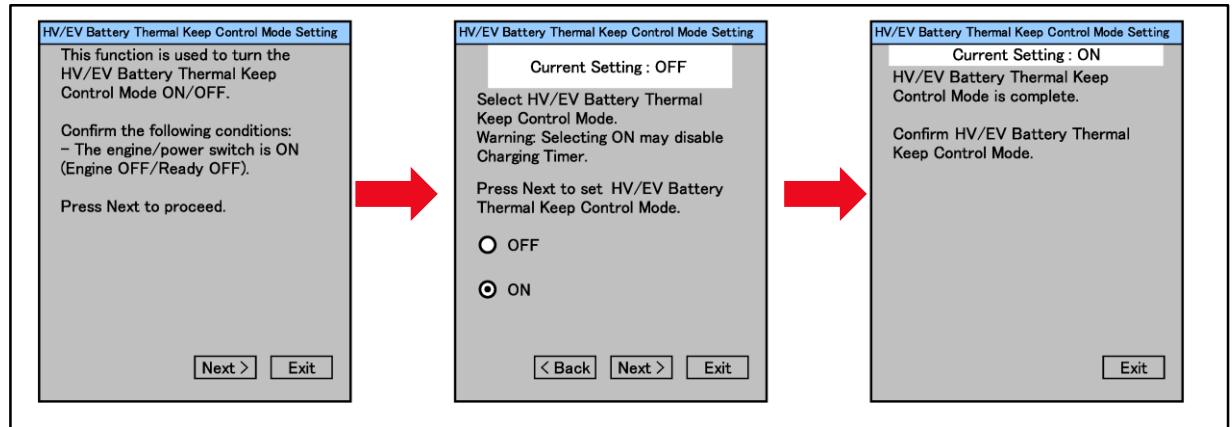 HV/EV Battery Thermal Keep Control Mode Setting
This function is used to turn the
HV/EV Battery Thermal Keep
Control Mode ON/OFF.
Confirm the following conditions:
– The engine/power switch is ON
(Engine OFF/Ready OFF).
Press Next to proceed.
Next >
Exit
HV/EV Battery Thermal Keep Control Mode Setting
Current Setting : OFF
Select HV/EV Battery Thermal
Keep Control Mode.
Warning: Selecting ON may disable
Charging Timer.
Press Next to set HV/EV Battery
Thermal Keep Control Mode.
OFF
ON
< Back
Next >
Exit
HV/EV Battery Thermal Keep Control Mode Setting
Current Setting : ON
HV/EV Battery Thermal Keep
Control Mode is complete.
Confirm HV/EV Battery Thermal
Keep Control Mode.
Exit